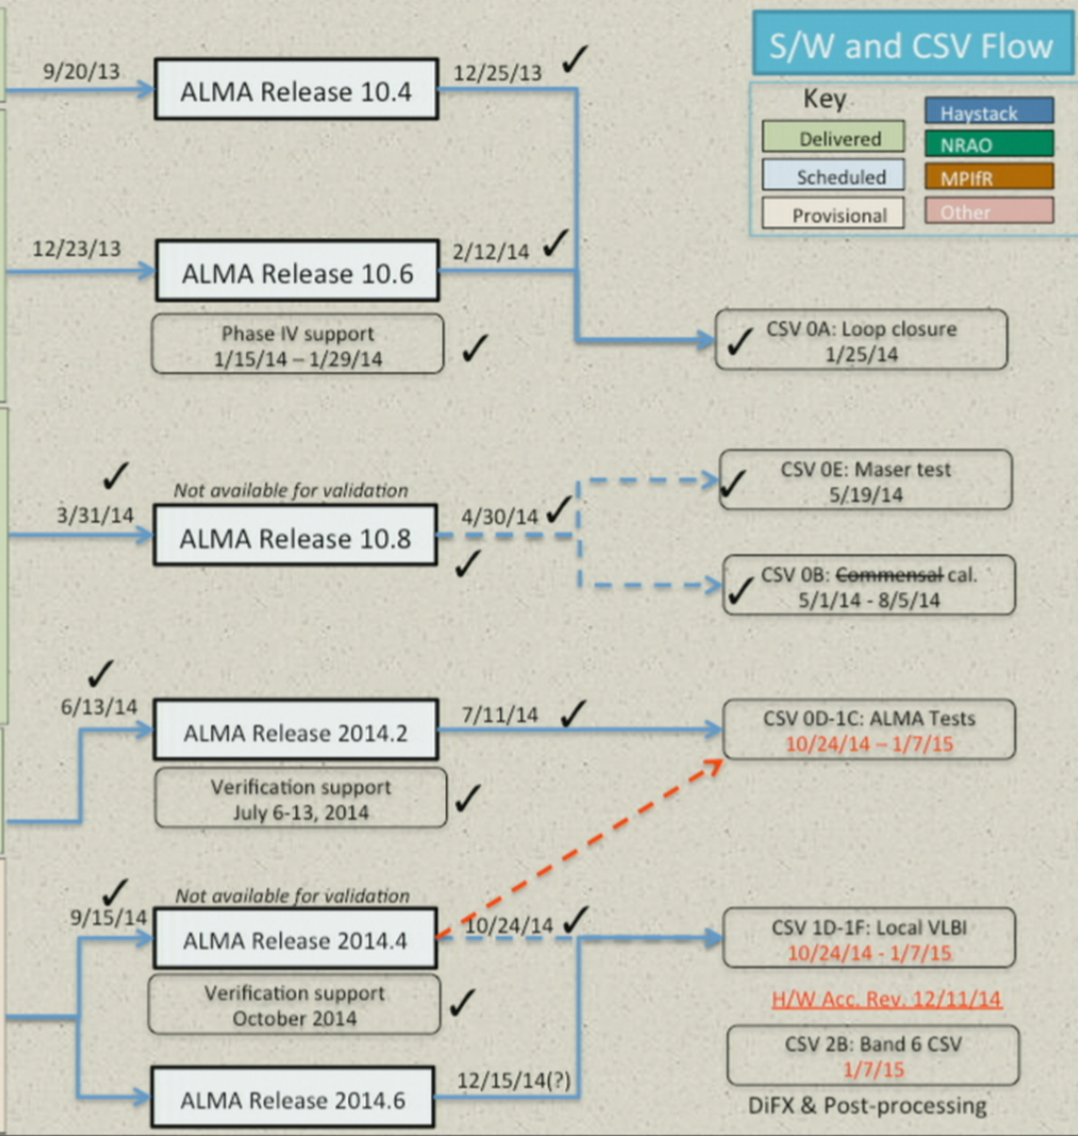 S/W and CSV Flow
Key
Delivered
Scheduled
Provisional
Haystack
NRAO
MPIfR
Other
9/20/13
ALMA Release 10.4
12/25/13 ✓
12/23/13
ALMA Release 10.6
2/12/14 ✓
Phase IV support
1/15/14 – 1/29/14
✓
✓ CSV 0A: Loop closure
1/25/14
✓
3/31/14
Not available for validation
ALMA Release 10.8
4/30/14 ✓
✓
✓ CSV 0E: Maser test
5/19/14
✓ CSV 0B: Commensal cal.
5/1/14 - 8/5/14
✓
6/13/14
ALMA Release 2014.2
7/11/14 ✓
Verification support
July 6-13, 2014
✓
CSV 0D-1C: ALMA Tests
10/24/14 – 1/7/15
✓
9/15/14
Not available for validation
ALMA Release 2014.4
10/24/14 ✓
Verification support
October 2014
✓
CSV 1D-1F: Local VLBI
10/24/14 - 1/7/15
H/W Acc. Rev. 12/11/14
ALMA Release 2014.6
12/15/14(?)
CSV 2B: Band 6 CSV
1/7/15
DiFX & Post-processing